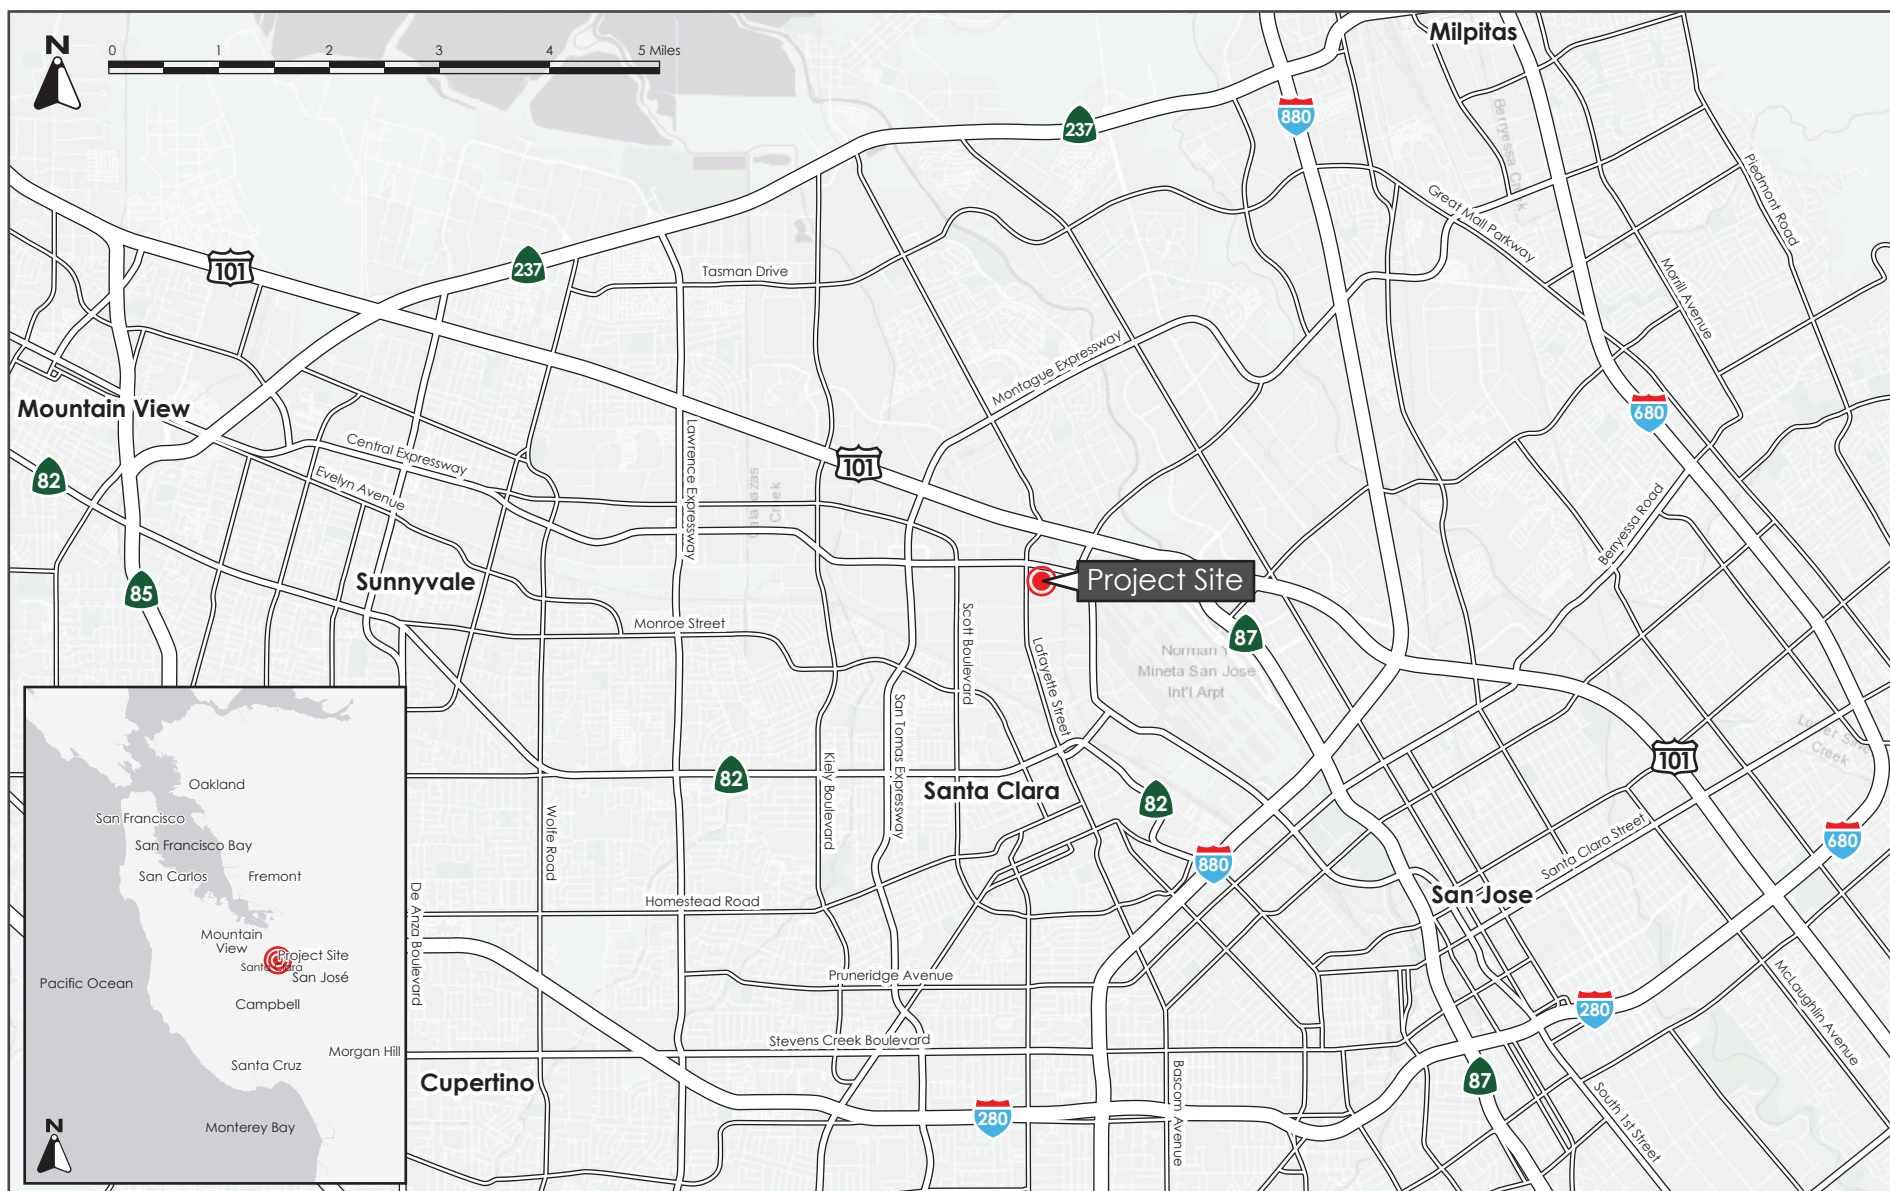 N
0 1 2 3 4 5 Miles
Milpitas
237
880
Berryessa Creek
Piedmont Road
Great Mall Parkway
101
237
Tasman Drive
Morrill Avenue
Montague Expressway
Mountain View
680
Central Expressway
Lawrence Expressway
101
82
Evelyn Avenue
Creek
Berryessa Road
Sunnyvale
85
Project Site
Scott Boulevard
Monroe Street
87
Lafayette Street
Norman Y
Mineta San Jose
Int'l Arpt
San Tomas Expressway
Kiely Boulevard
82
Santa Clara
82
101
Creek
Wolfe Road
880
Santa Clara Street
680
De Anza Boulevard
Homestead Road
San Jose
Pruneridge Avenue
McLaughlin Avenue
280
Stevens Creek Boulevard
Cupertino
Bascom Avenue
87
South 1st Street
280
Oakland
San Francisco
San Francisco Bay
San Carlos
Fremont
Mountain
View
Project Site
Santa Clara
San José
Pacific Ocean
Campbell
Morgan Hill
Santa Cruz
Monterey Bay
N